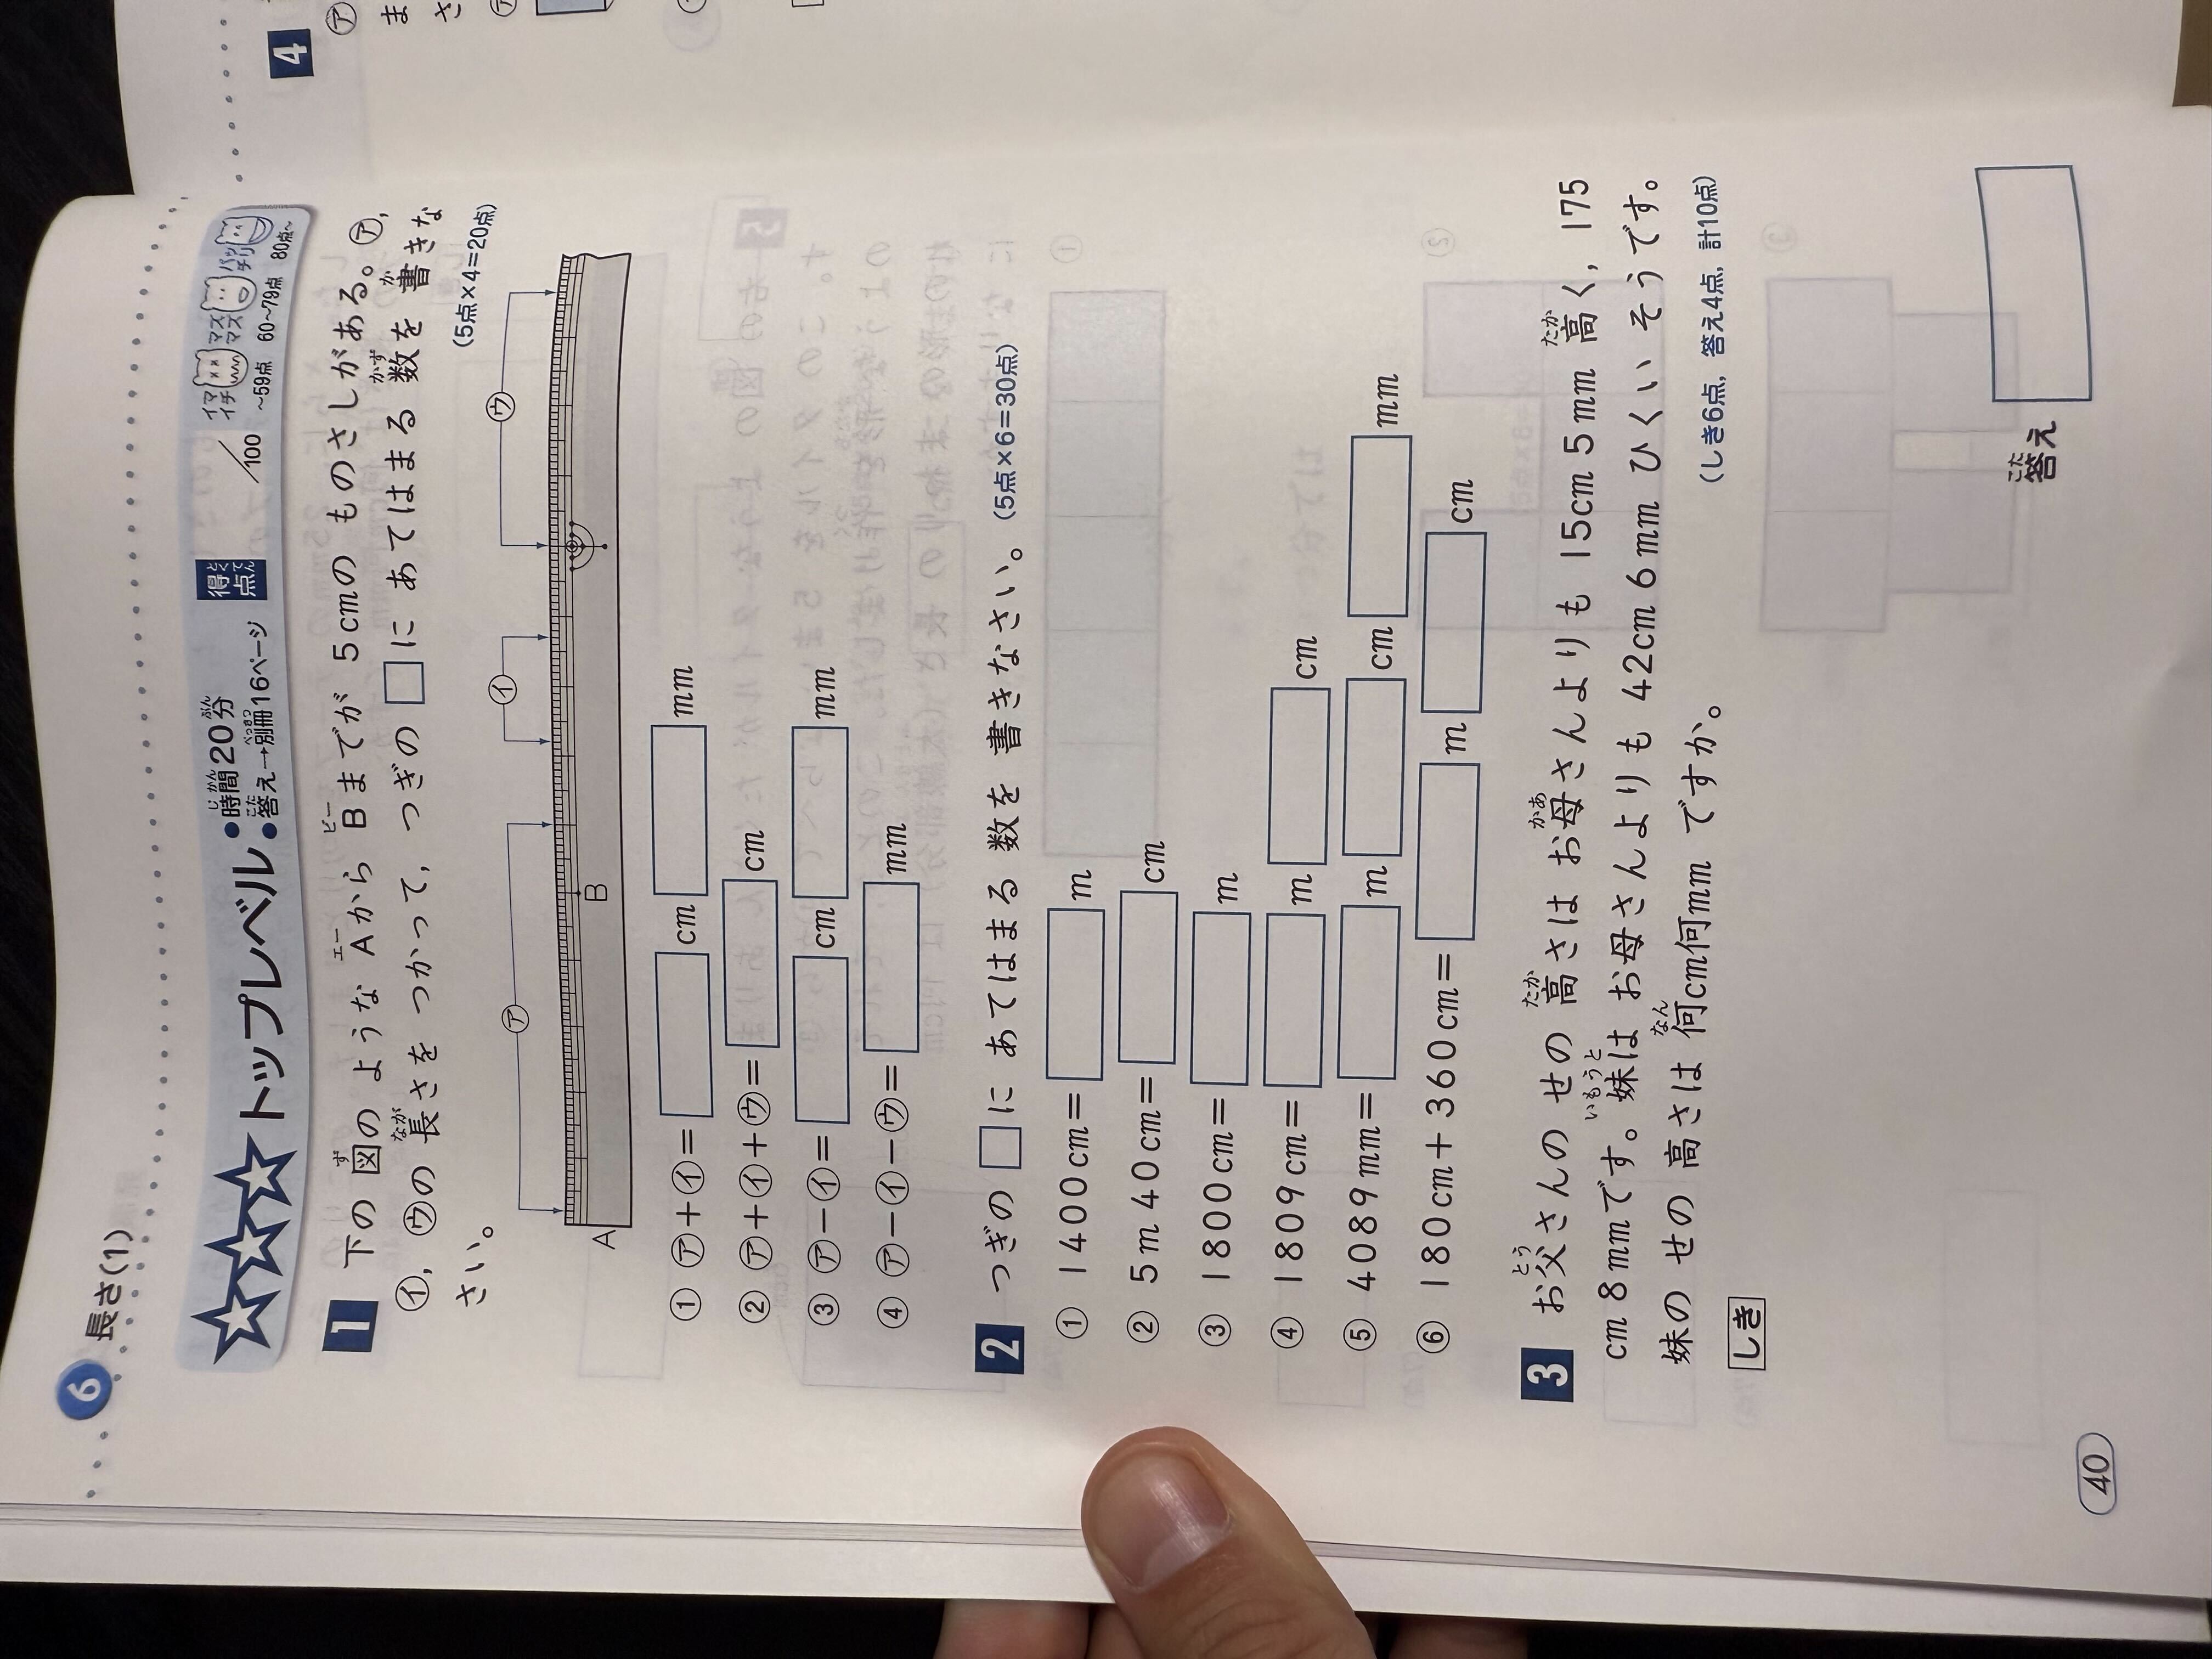 6 長さ(1)
トップレベル
●時間20分
●答え→別冊16ページ
得点
/100
イマイチ
～59点
マズマズ
60～79点
バッチリ
80点～
1 下の 図の ような Aから Bまでが 5cmの ものさしがある。㋐,
㋑, ㋒の 長さを つかって, つぎの □に あてはまる 数を 書きな
さい。
(5点×4=20点)
㋐ ㋑ ㋒
A B
① ㋐+㋑= cm mm
② ㋐+㋑+㋒= cm
③ ㋐−㋑= cm mm
④ ㋐−㋑−㋒= mm
2 つぎの □に あてはまる 数を 書きなさい。(5点×6=30点)
① 1400cm= m
② 5m40cm= cm
③ 1800cm= m
④ 1809cm= m cm
⑤ 4089mm= m cm mm
⑥ 180cm+360cm= m cm
3 お父さんの せの 高さは お母さんよりも 15cm5mm 高く, 175
cm8mmです。妹は お母さんよりも 42cm6mm ひくい そうです。
妹の せの 高さは 何cm何mm ですか。
(しき6点, 答え4点, 計10点)
しき
答え
40
4